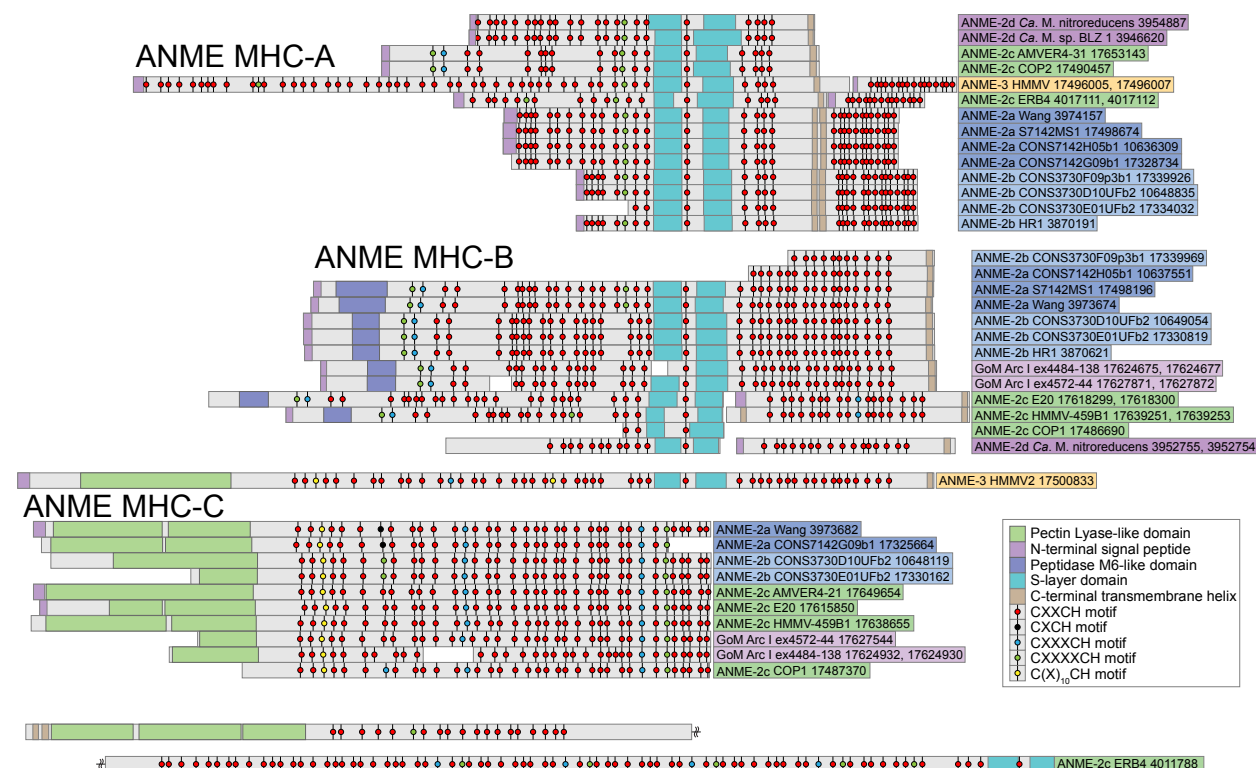 ANME MHC-A
ANME-2d Ca. M. nitroreducens 3954887
ANME-2d Ca. M. sp. BLZ 1 3946620
ANME-2c AMVER4-31 17653143
ANME-2c COP2 17490457
ANME-3 HMMV 17496005, 17496007
ANME-2c ERB4 4017111, 4017112
ANME-2a Wang 3974157
ANME-2a S7142MS1 17498674
ANME-2a CONS7142H05b1 10636309
ANME-2a CONS7142G09b1 17328734
ANME-2b CONS3730F09p3b1 17339926
ANME-2b CONS3730D10UFb2 10648835
ANME-2b CONS3730E01UFb2 17334032
ANME-2b HR1 3870191
ANME MHC-B
ANME-2b CONS3730F09p3b1 17339969
ANME-2a CONS7142H05b1 10637551
ANME-2a S7142MS1 17498196
ANME-2a Wang 3973674
ANME-2b CONS3730D10UFb2 10649054
ANME-2b CONS3730E01UFb2 17330819
ANME-2b HR1 3870621
GoM Arc I ex4484-138 17624675, 17624677
GoM Arc I ex4572-44 17627871, 17627872
ANME-2c E20 17618299, 17618300
ANME-2c HMMV-459B1 17639251, 17639253
ANME-2c COP1 17486690
ANME-2d Ca. M. nitroreducens 3952755, 3952754
ANME-3 HMMV2 17500833
ANME MHC-C
ANME-2a Wang 3973682
ANME-2a CONS7142G09b1 17325664
ANME-2b CONS3730D10UFb2 10648119
ANME-2b CONS3730E01UFb2 17330162
ANME-2c AMVER4-21 17649654
ANME-2c E20 17615850
ANME-2c HMMV-459B1 17638655
GoM Arc I ex4572-44 17627544
GoM Arc I ex4484-138 17624932, 17624930
ANME-2c COP1 17487370
Pectin Lyase-like domain
N-terminal signal peptide
Peptidase M6-like domain
S-layer domain
C-terminal transmembrane helix
CXXCH motif
CXCH motif
CXXXCH motif
CXXXXCH motif
C(X)10CH motif
ANME-2c ERB4 4011788